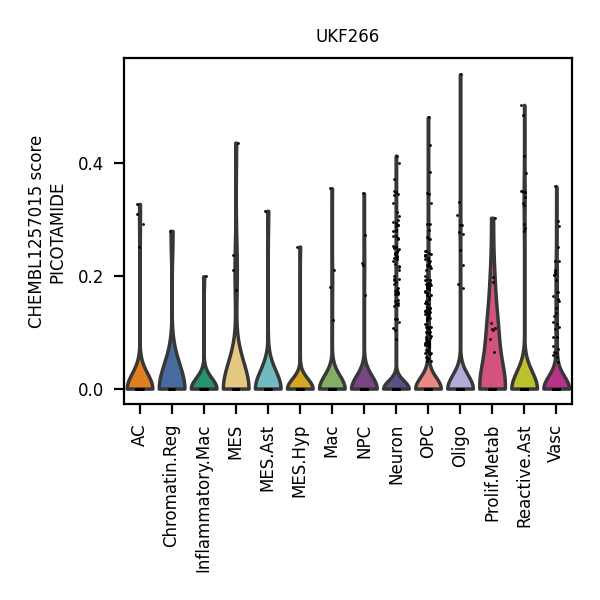 UKF266
CHEMBL1257015 score
PICOTAMIDE
0.4
0.2
0.0
AC
Chromatin.Reg
Inflammatory.Mac
MES
MES.Ast
MES.Hyp
Mac
NPC
Neuron
OPC
Oligo
Prolif.Metab
Reactive.Ast
Vasc